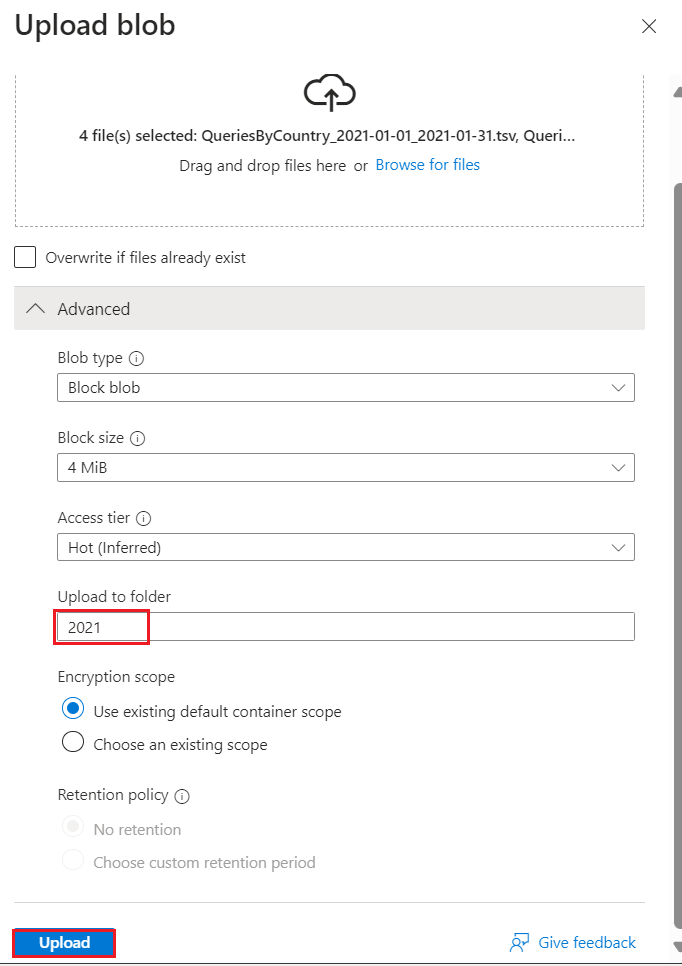 Upload blob
4 file(s) selected: QueriesByCountry_2021-01-01_2021-01-31.tsv, Queri...
Drag and drop files here or Browse for files
Overwrite if files already exist
Advanced
Blob type
Block blob
Block size
4 MiB
Access tier
Hot (Inferred)
Upload to folder
2021
Encryption scope
Use existing default container scope
Choose an existing scope
Retention policy
No retention
Choose custom retention period
Upload
Give feedback